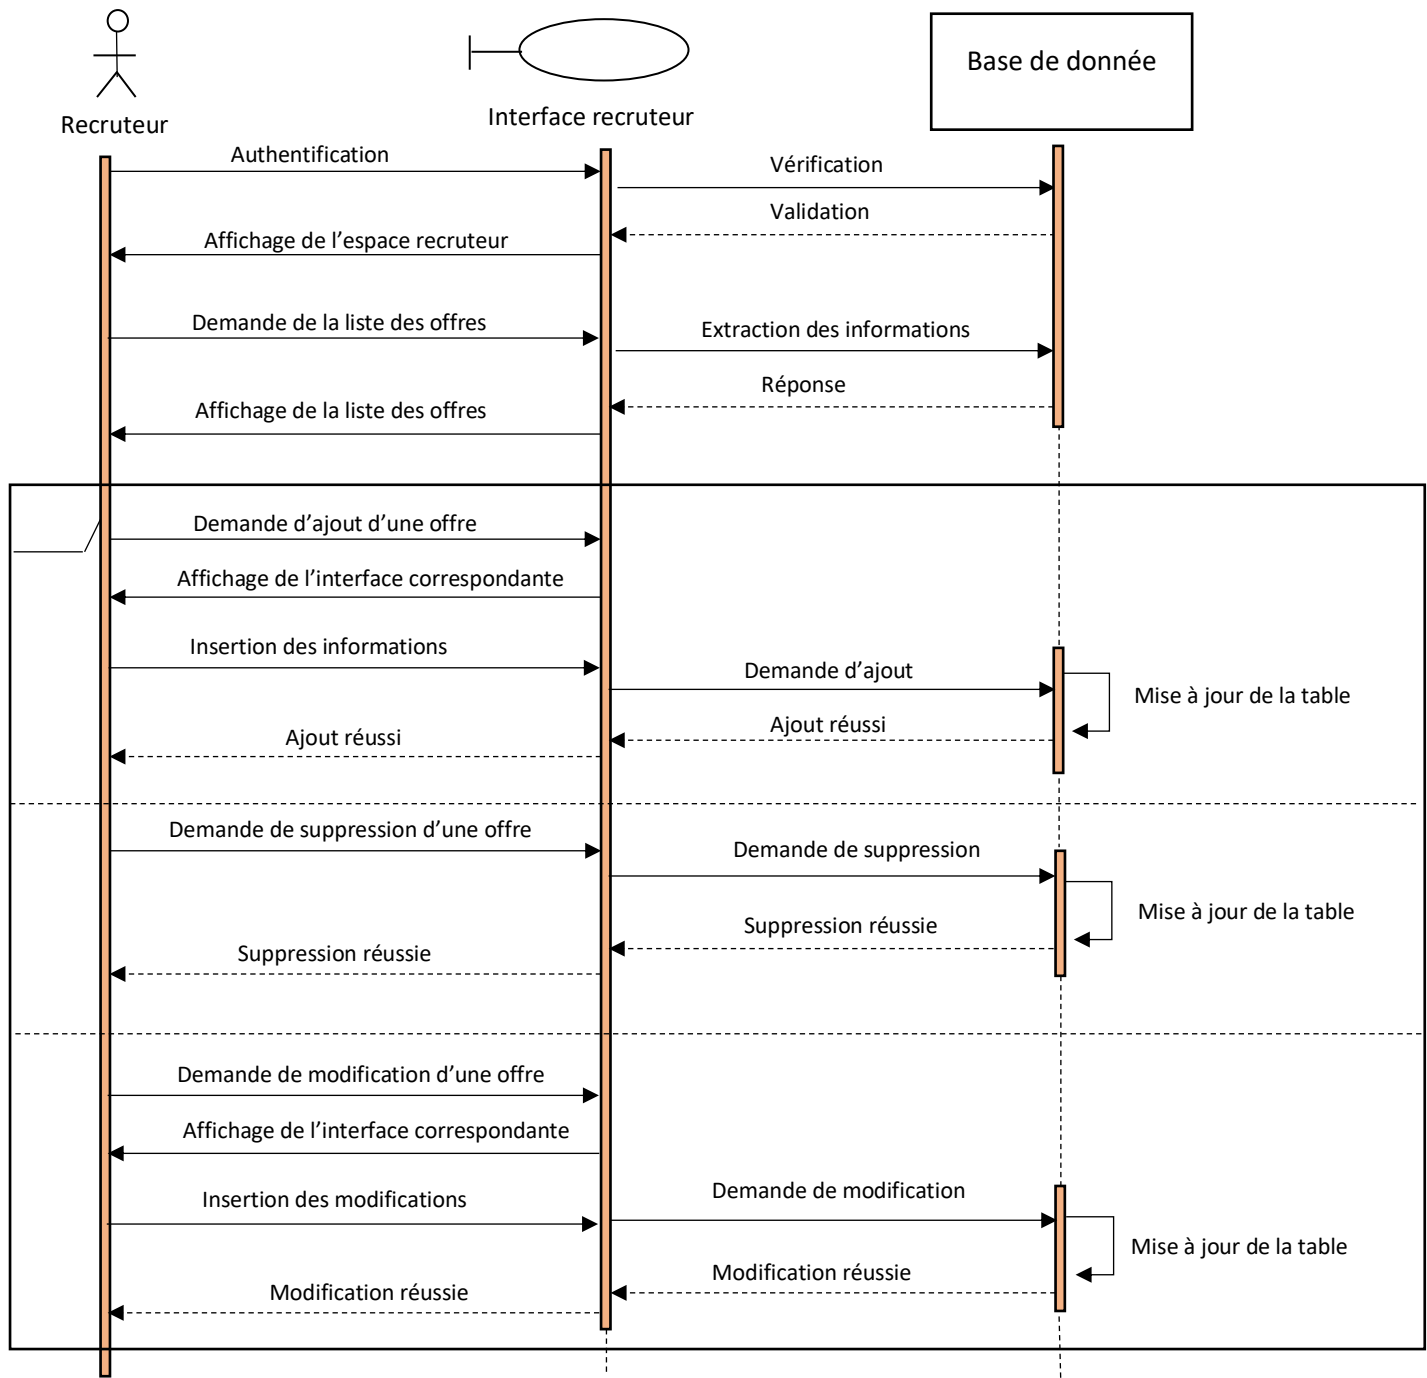 Base de donnée
Interface recruteur
Recruteur
Authentification
Vérification
Validation
Affichage de l’espace recruteur
Demande de la liste des offres
Extraction des informations
Réponse
Affichage de la liste des offres
Demande d’ajout d’une offre
Affichage de l’interface correspondante
Insertion des informations
Demande d’ajout
Mise à jour de la table
Ajout réussi
Ajout réussi
Demande de suppression d’une offre
Demande de suppression
Mise à jour de la table
Suppression réussie
Suppression réussie
Demande de modification d’une offre
Affichage de l’interface correspondante
Demande de modification
Insertion des modifications
Mise à jour de la table
Modification réussie
Modification réussie